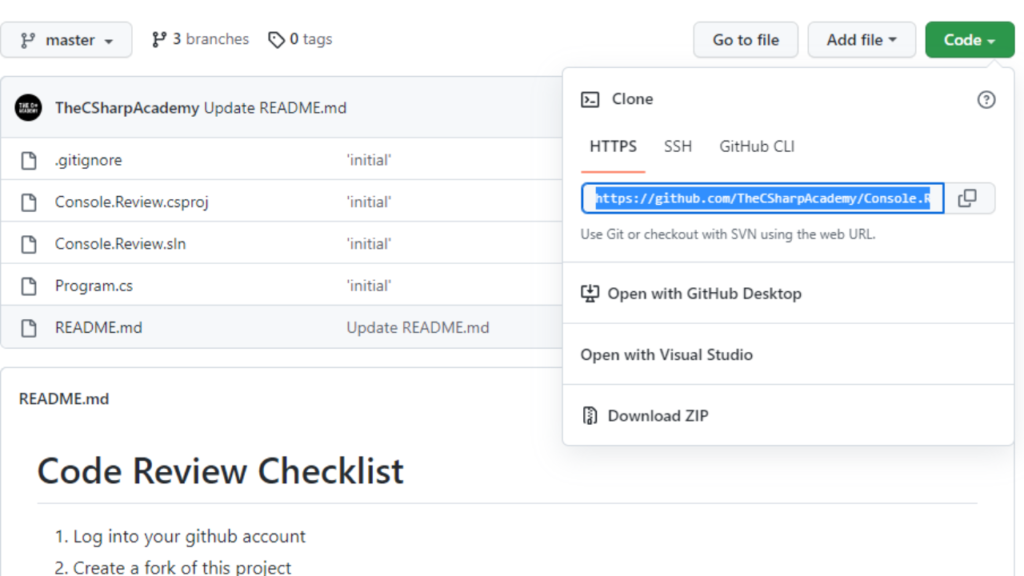 master
3 branches
0 tags
Go to file
Add file
Code
TheCSharpAcademy Update README.md
.gitignore 'initial'
Console.Review.csproj 'initial'
Console.Review.sln 'initial'
Program.cs 'initial'
README.md Update README.md
Clone
HTTPS SSH GitHub CLI
https://github.com/TheCSharpAcademy/Console.R
Use Git or checkout with SVN using the web URL.
Open with GitHub Desktop
Open with Visual Studio
Download ZIP
README.md
Code Review Checklist
1. Log into your github account
2. Create a fork of this project